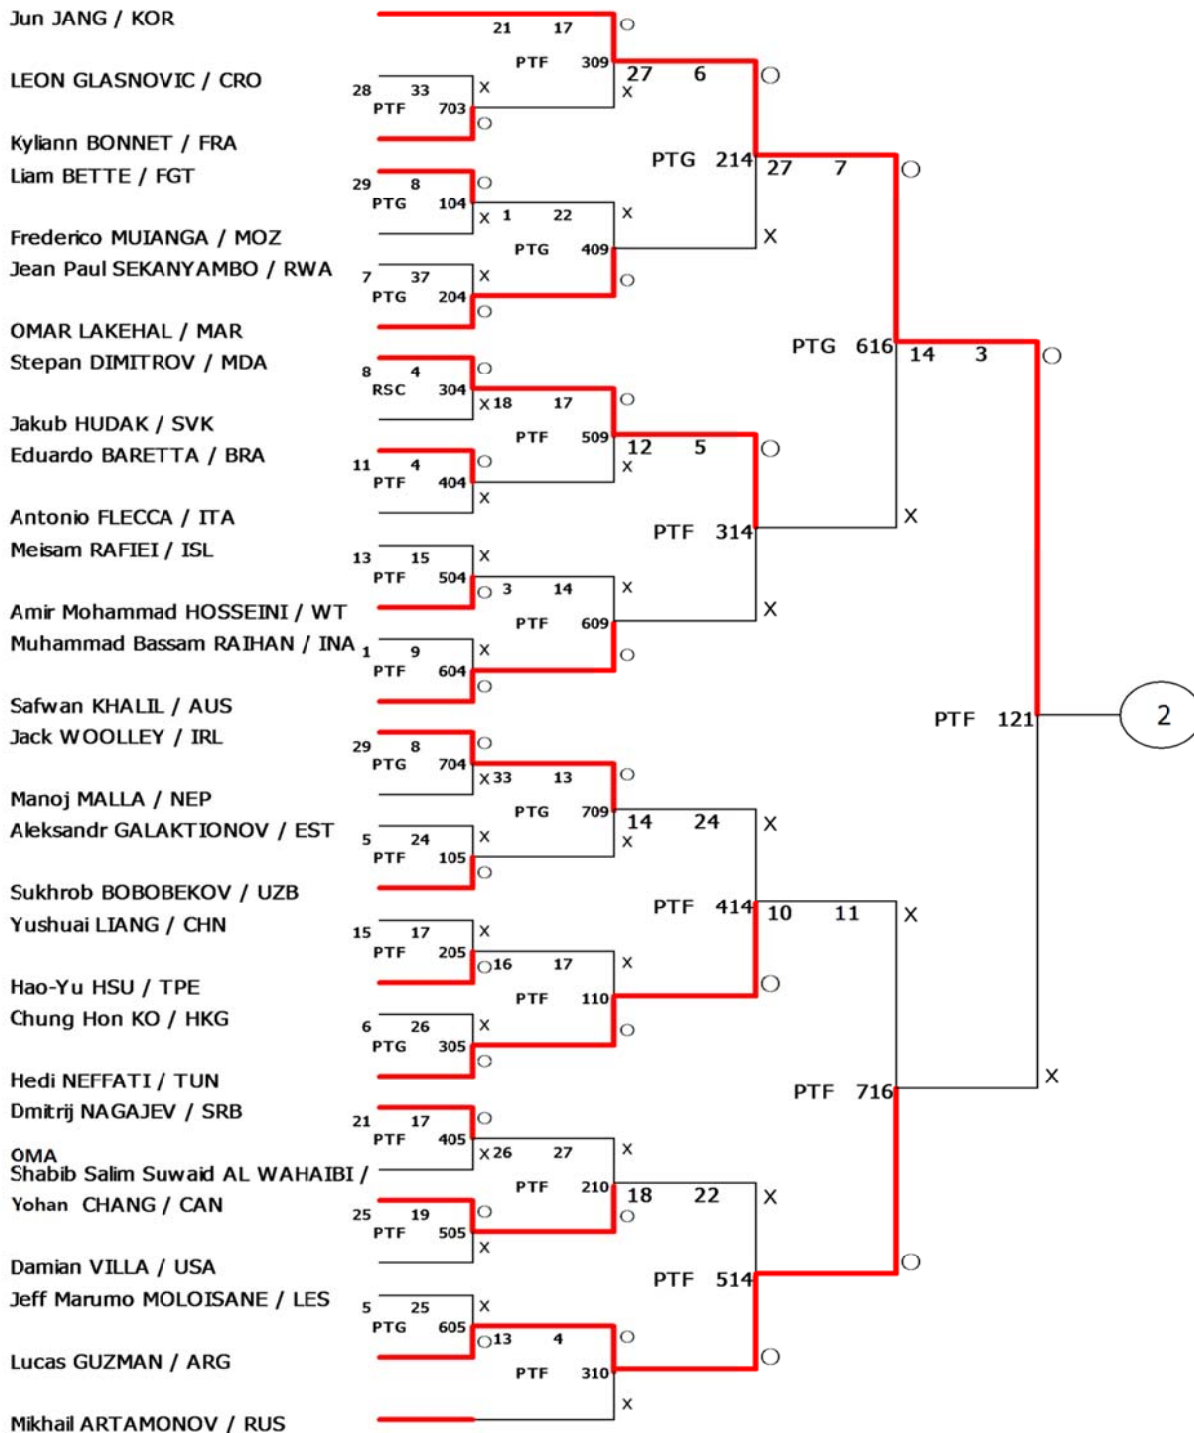 Jun JANG / KOR
21 17
PTF 309
27 6
LEON GLASNOVIC / CRO
28 33
PTF 703
Kyliann BONNET / FRA
PTG 214
27 7
Liam BETTE / FGT
29 8
PTG 104
1 22
Frederico MUIANGA / MOZ
PTG 409
Jean Paul SEKANYAMBO / RWA
7 37
PTG 204
OMAR LAKEHAL / MAR
PTG 616
14 3
Stepan DIMITROV / MDA
8 4
RSC 304
18 17
Jakub HUDAK / SVK
PTF 509
12 5
Eduardo BARETTA / BRA
11 4
PTF 404
Antonio FLECCA / ITA
PTF 314
Meisam RAFIEI / ISL
13 15
PTF 504
3 14
Amir Mohammad HOSSEINI / WT
PTF 609
Muhammad Bassam RAIHAN / INA
1 9
PTF 604
Safwan KHALIL / AUS
PTF 121
2
Jack WOOLLEY / IRL
29 8
PTG 704
33 13
Manoj MALLA / NEP
PTG 709
14 24
Aleksandr GALAKTIONOV / EST
5 24
PTF 105
Sukhrob BOBOBEKOV / UZB
PTF 414
10 11
Yushuai LIANG / CHN
15 17
PTF 205
16 17
Hao-Yu HSU / TPE
PTF 110
Chung Hon KO / HKG
6 26
PTG 305
Hedi NEFFATI / TUN
PTF 716
Dmitrij NAGAJEV / SRB
21 17
PTF 405
26 27
OMA
Shabib Salim Suwaid AL WAHAIBI /
PTF 210
18 22
Yohan CHANG / CAN
25 19
PTF 505
Damian VILLA / USA
PTF 514
Jeff Marumo MOLOISANE / LES
5 25
PTG 605
13 4
Lucas GUZMAN / ARG
PTF 310
Mikhail ARTAMONOV / RUS